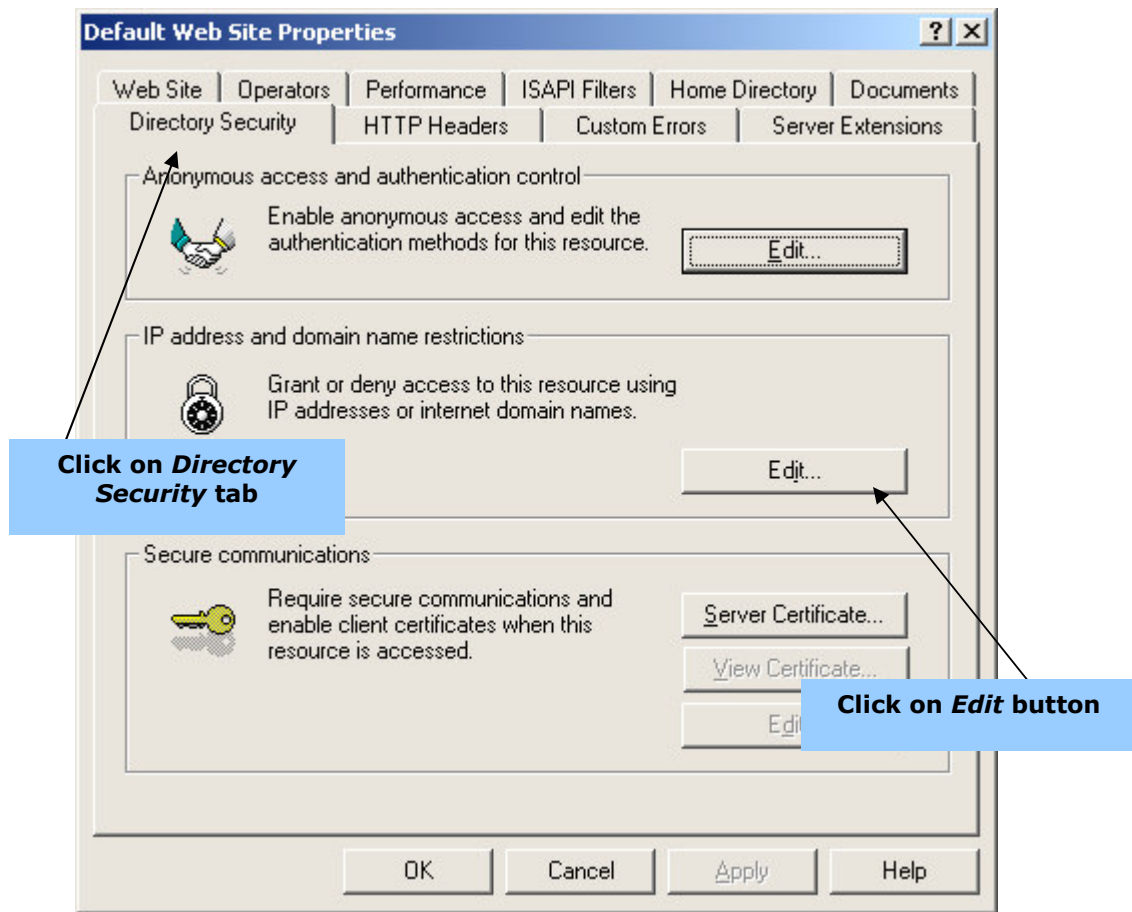 Default Web Site Properties
Web Site
Operators
Performance
ISAPI Filters
Home Directory
Documents
Directory Security
HTTP Headers
Custom Errors
Server Extensions
Anonymous access and authentication control
Enable anonymous access and edit the
authentication methods for this resource.
Edit...
IP address and domain name restrictions
Grant or deny access to this resource using
IP addresses or internet domain names.
Edit...
Click on Directory
Security tab
Secure communications
Require secure communications and
enable client certificates when this
resource is accessed.
Server Certificate...
View Certificate...
Edit
Click on Edit button
OK
Cancel
Apply
Help